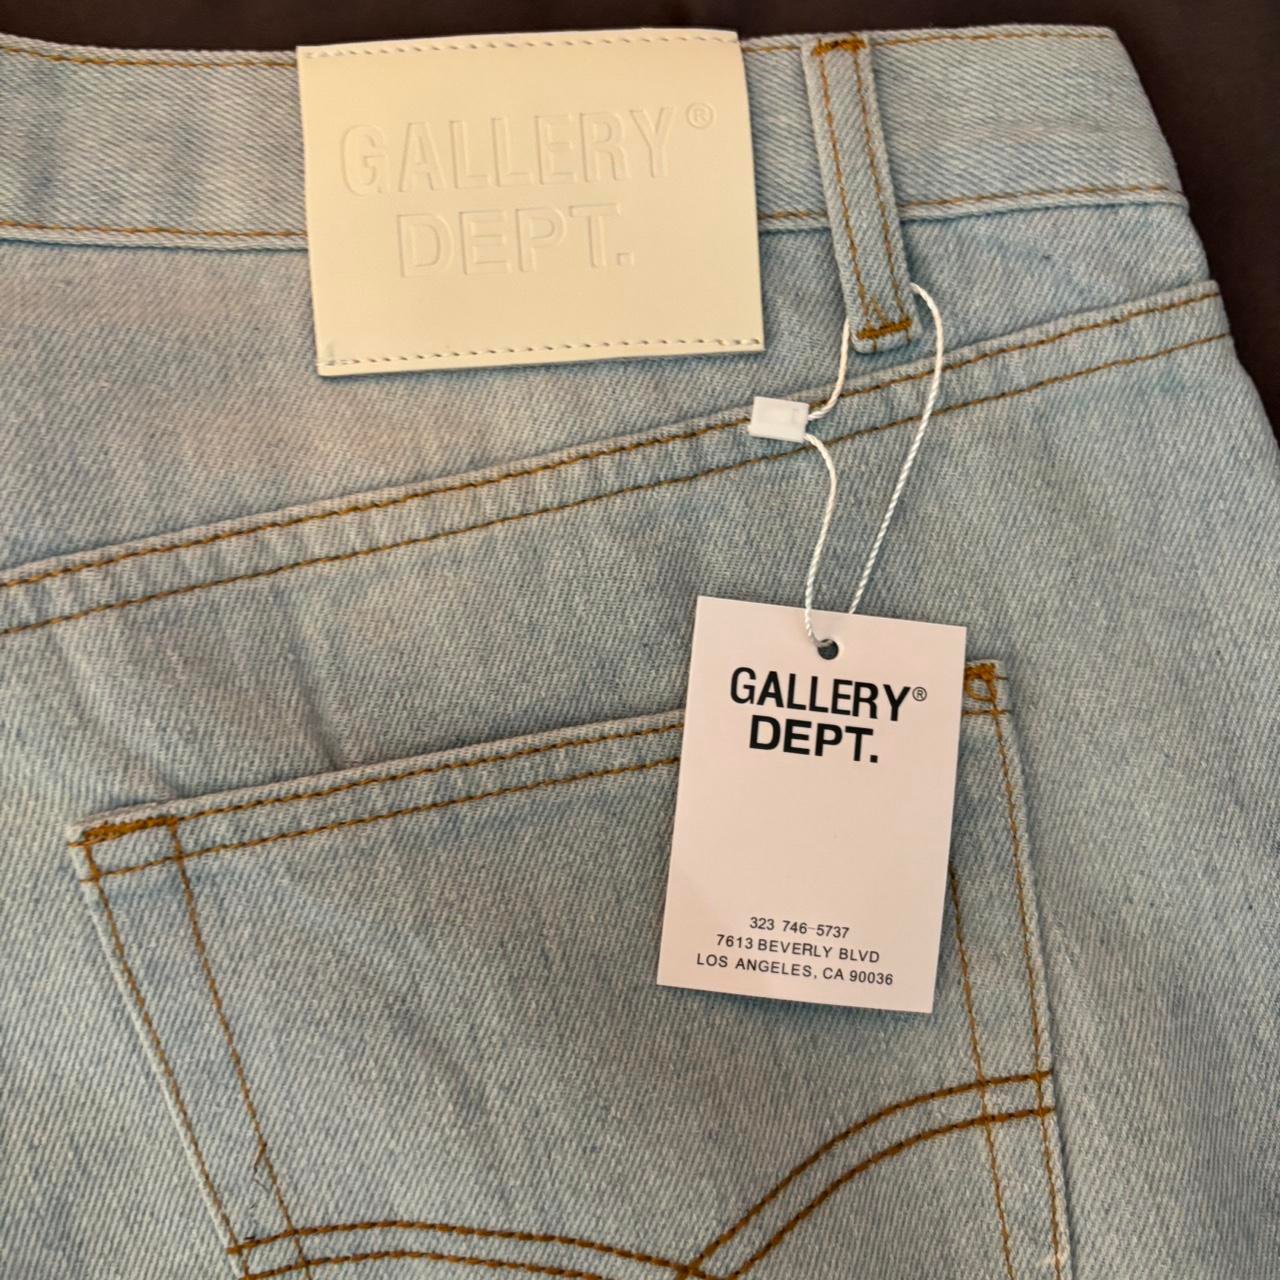 GALLERY®
DEPT.
GALLERY®
DEPT.
323 746-5737
7613 BEVERLY BLVD
LOS ANGELES, CA 90036